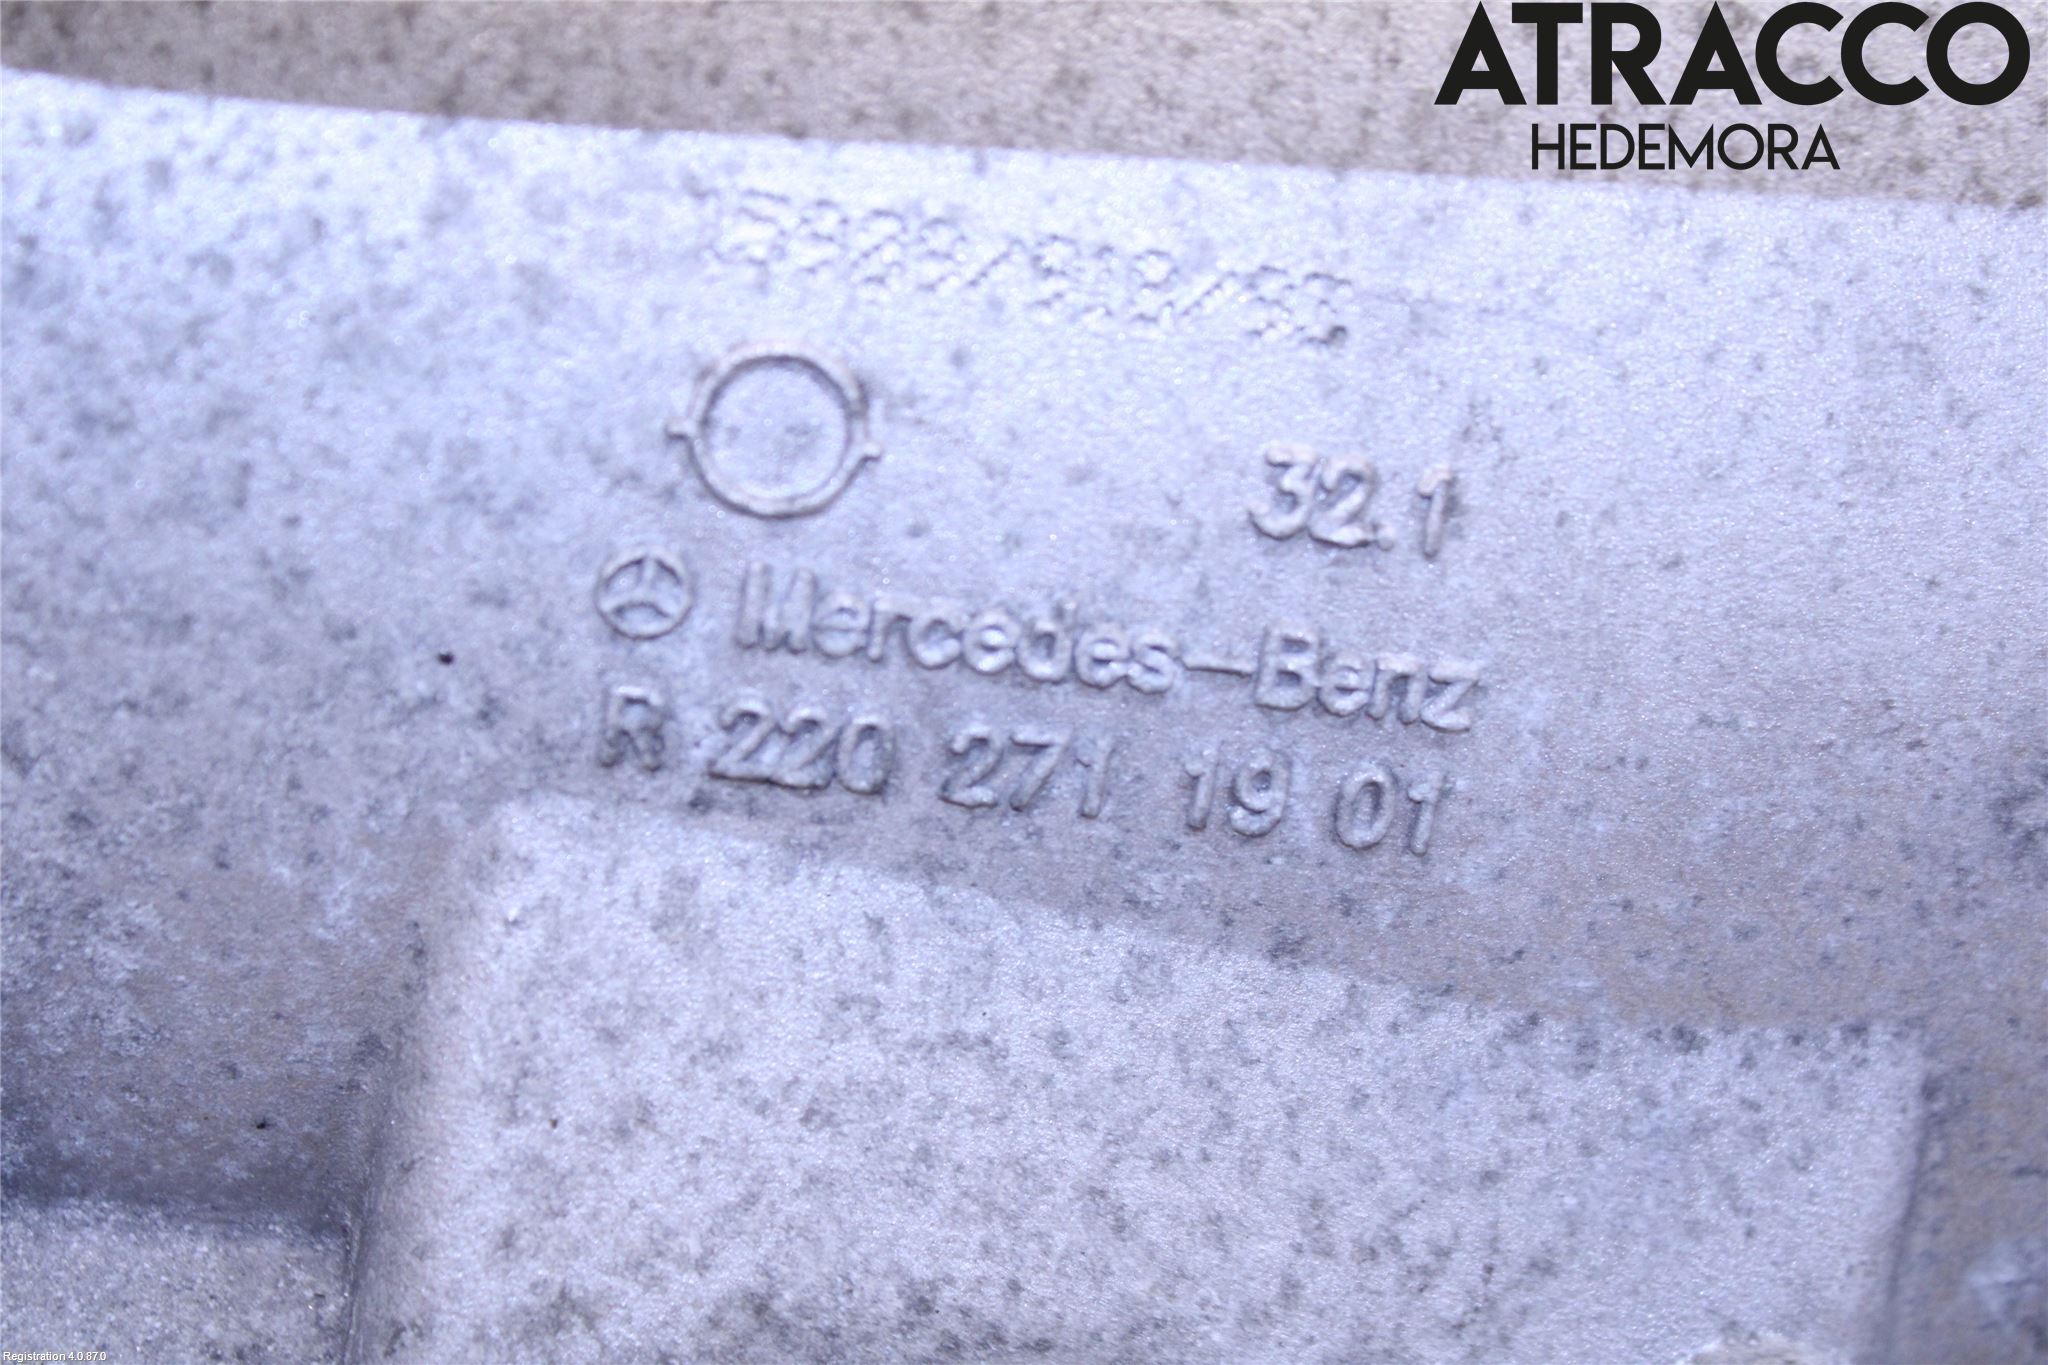 ATRACCO
HEDEMORA
32.1
Mercedes-Benz
R 220 271 19 01
Registration 4.0.87.0